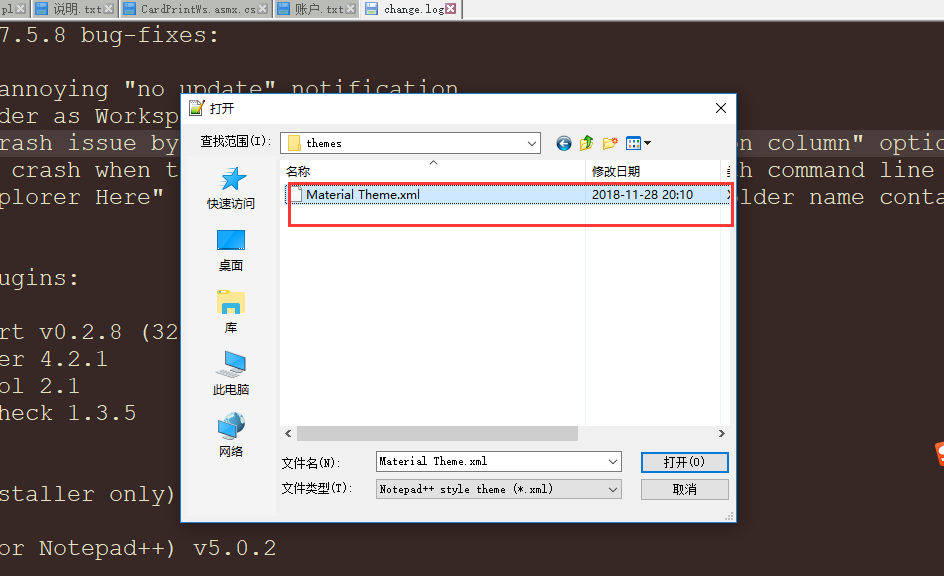 pl 说明.txt CardPrintWs.asmx.cs 账户.txt change.log
7.5.8 bug-fixes:
annoying "no update" notification
der as Worksp
rash issue by on column" optio
crash when t h command line
plorer Here" older name conta
ugins:
rt v0.2.8 (32
er 4.2.1
ol 2.1
heck 1.3.5
staller only)
or Notepad++) v5.0.2
打开
查找范围(I): themes
名称 修改日期
Material Theme.xml 2018-11-28 20:10
快速访问
桌面
库
此电脑
网络
文件名(N): Material Theme.xml 打开(O)
文件类型(T): Notepad++ style theme (*.xml) 取消